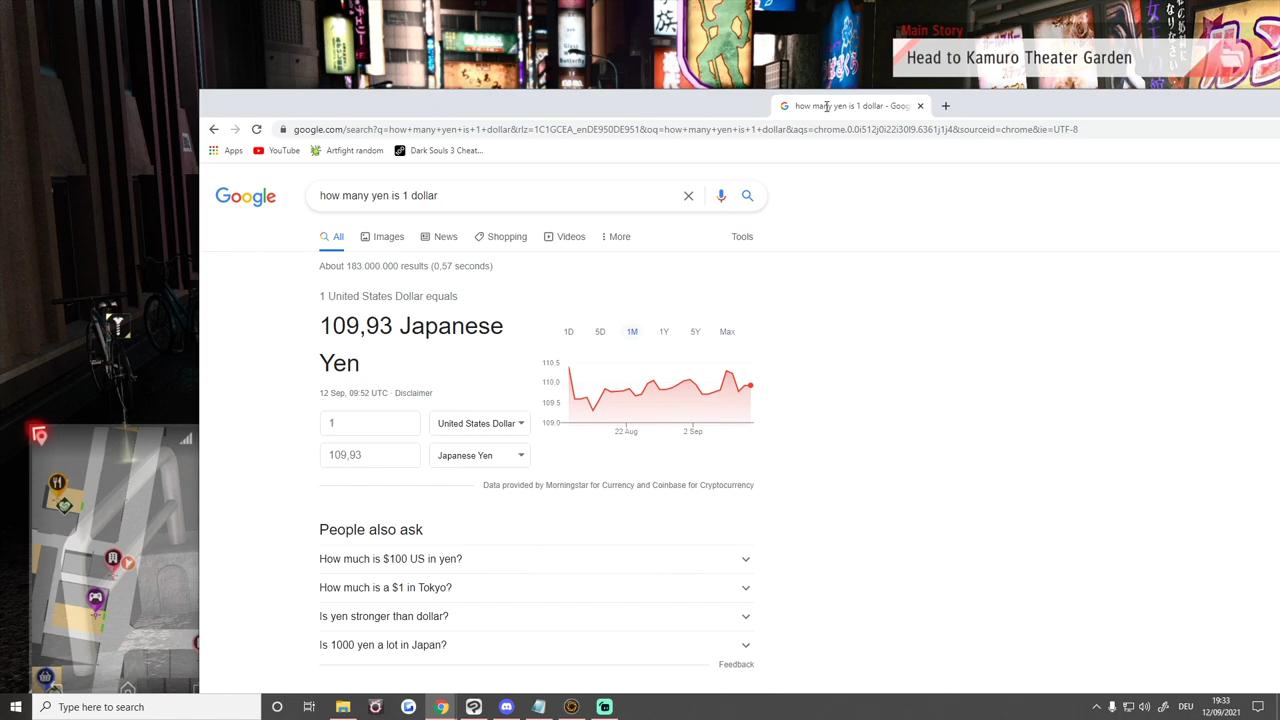 Main Story
Head to Kamuro Theater Garden
how many yen is 1 dollar - Goog
google.com/search?q=how+many+yen+is+1+dollar&rlz=1C1GCEA_enDE950DE951&oq=how+many+yen+is+1+dollar&aqs=chrome.0.0i512j0i22i30l9.6361j1j4&sourceid=chrome&ie=UTF-8
Apps YouTube Artfight random Dark Souls 3 Cheat...
Google
how many yen is 1 dollar
All Images News Shopping Videos More Tools
About 183.000.000 results (0,57 seconds)
1 United States Dollar equals
109,93 Japanese
Yen
12 Sep, 09:52 UTC · Disclaimer
1 United States Dollar
109,93 Japanese Yen
1D 5D 1M 1Y 5Y Max
110.5
110.0
109.5
109.0
22 Aug 2 Sep
Data provided by Morningstar for Currency and Coinbase for Cryptocurrency
People also ask
How much is $100 US in yen?
How much is a $1 in Tokyo?
Is yen stronger than dollar?
Is 1000 yen a lot in Japan?
Feedback
Type here to search
DEU
19:33
12/09/2021